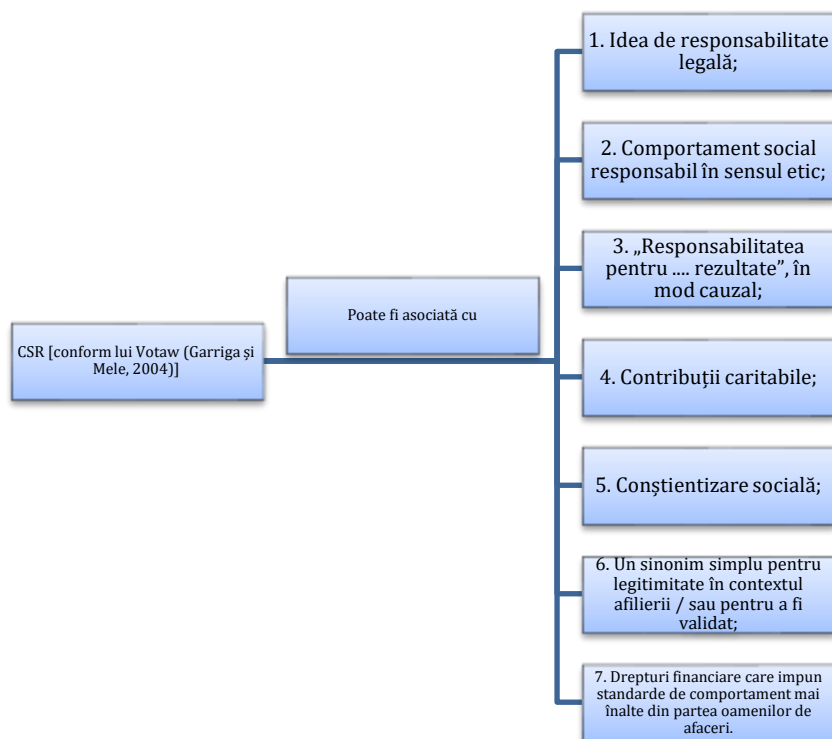 CSR [conform lui Votaw (Garriga și
Mele, 2004)]
Poate fi asociată cu
1. Idea de responsabilitate
legală;
2. Comportament social
responsabil în sensul etic;
3. „Responsabilitatea
pentru .... rezultate”, în
mod cauzal;
4. Contribuții caritabile;
5. Conştientizare socială;
6. Un sinonim simplu pentru
legitimitate în contextul
afilierii / sau pentru a fi
validat;
7. Drepturi financiare care impun
standarde de comportament mai
înalte din partea oamenilor de
afaceri.